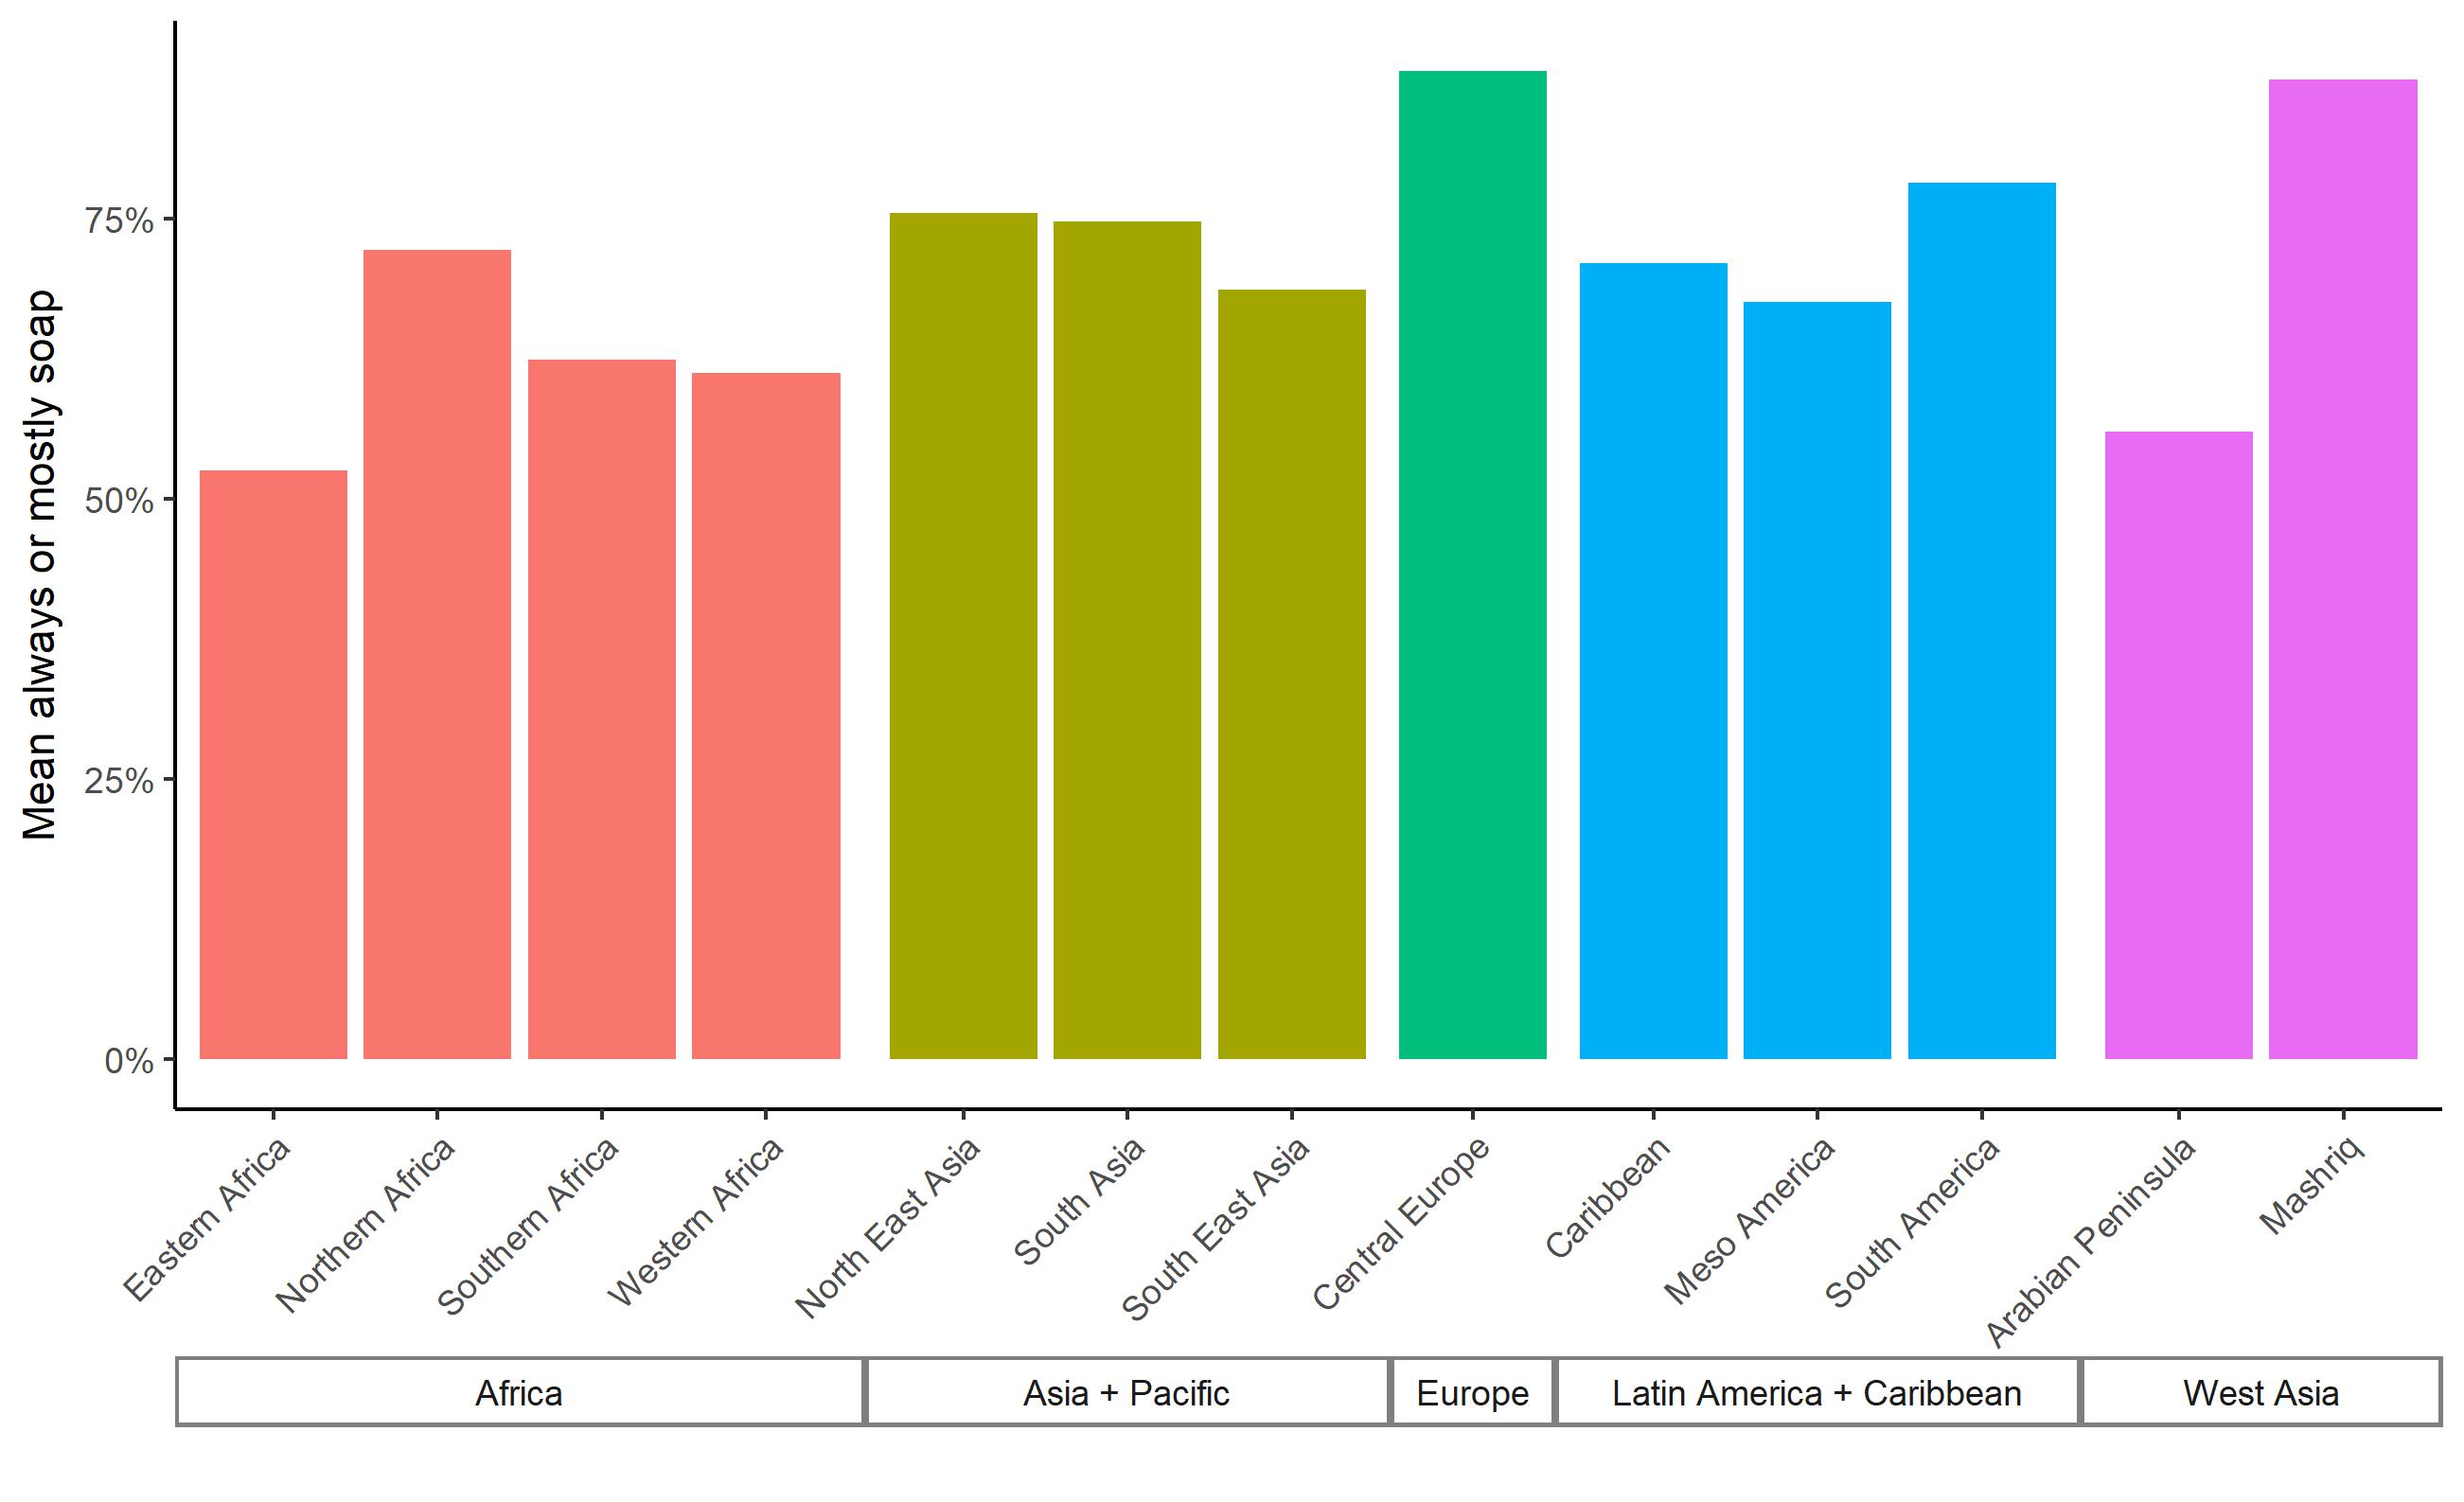 Mean always or mostly soap
75%
50%
25%
0%
Eastern Africa
Northern Africa
Southern Africa
Western Africa
North East Asia
South Asia
South East Asia
Central Europe
Caribbean
Meso America
South America
Arabian Peninsula
Mashriq
Africa
Asia + Pacific
Europe
Latin America + Caribbean
West Asia